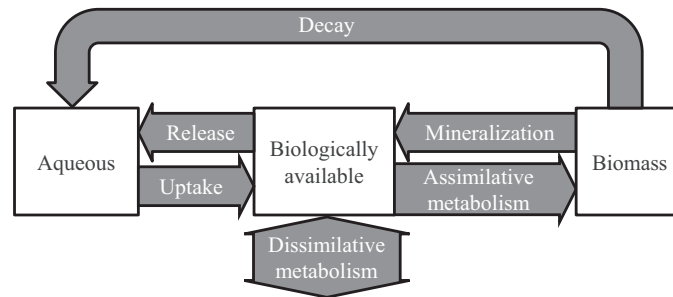 Decay
Aqueous
Release
Uptake
Biologically
available
Mineralization
Assimilative
metabolism
Biomass
Dissimilative
metabolism